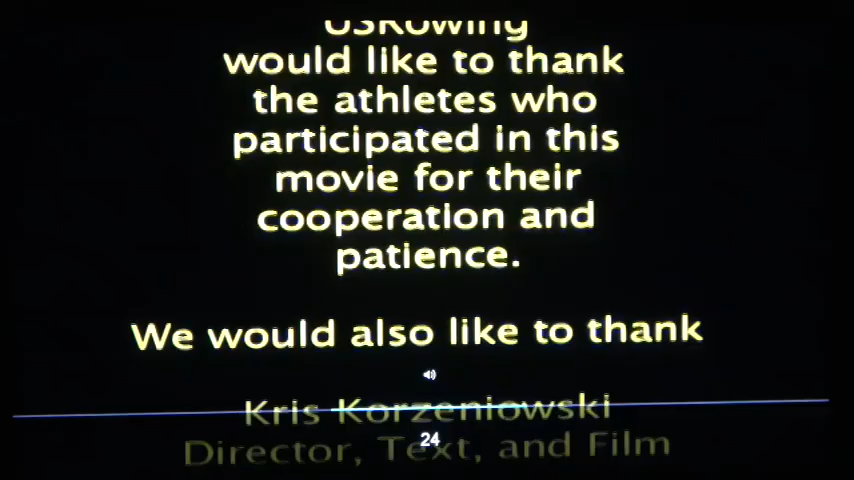 USRowing
would like to thank
the athletes who
participated in this
movie for their
cooperation and
patience.
We would also like to thank
Kris Korzeniowski
24
Director, Text, and Film